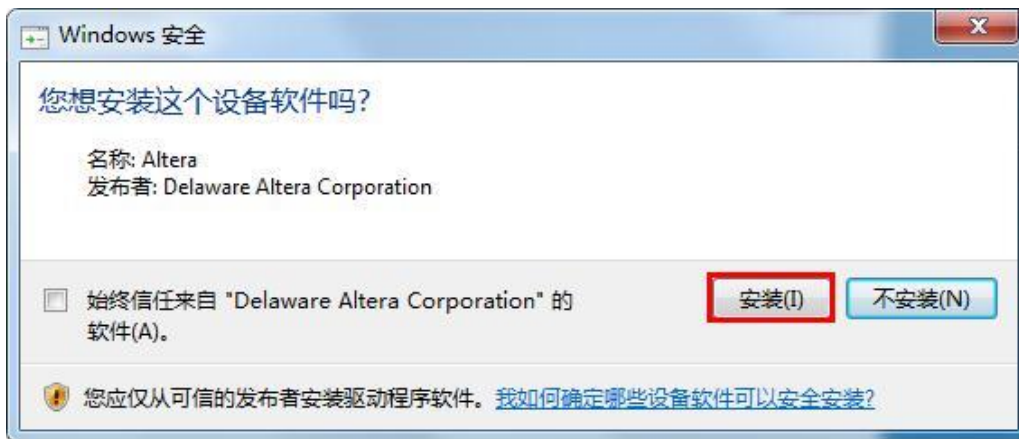 Windows 安全
您想安装这个设备软件吗?
名称: Altera
发布者: Delaware Altera Corporation
始终信任来自 "Delaware Altera Corporation" 的
软件(A)。
安装(I)
不安装(N)
您应仅从可信的发布者安装驱动程序软件。我如何确定哪些设备软件可以安全安装?